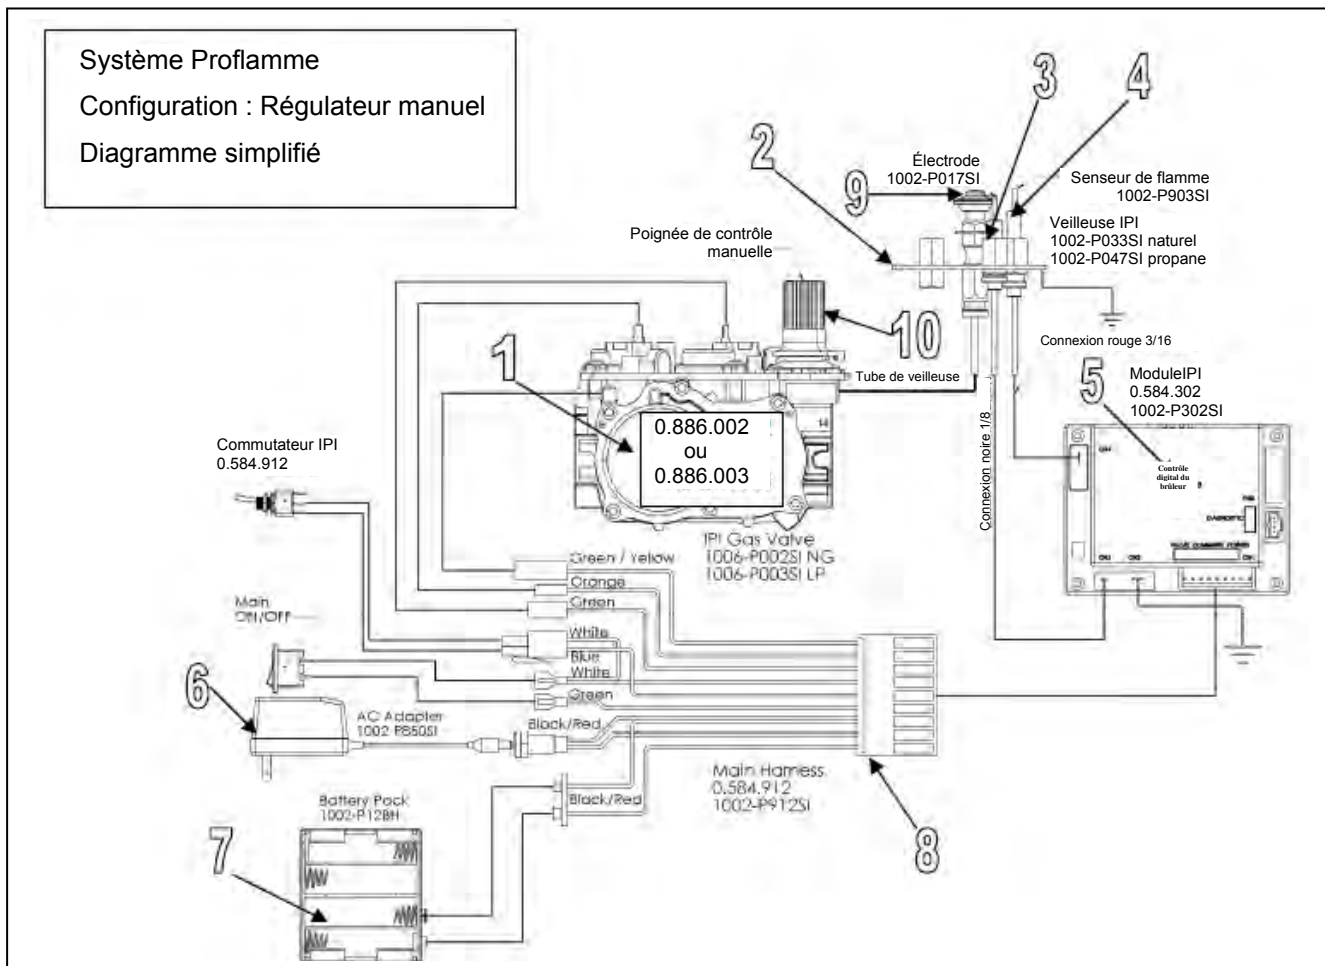 Système Proflamme
Configuration : Régulateur manuel
Diagramme simplifié
3
4
2
Électrode
1002-P017SI
9
Senseur de flamme
1002-P903SI
Veilleuse IPI
1002-P033SI naturel
1002-P047SI propane
Poignée de contrôle
manuelle
10
1
Tube de veilleuse
Connexion rouge 3/16
5
ModuleIPI
0.584.302
1002-P302SI
Connexion noire 1/8
Contrôle
digital du
brûleur
0.886.002
ou
0.886.003
Commutateur IPI
0.584.912
IPI Gas Valve
1006-P002SI NG
1006-P003SI LP
Green / Yellow
Orange
Green
Main
ON/OFF
White
Blue
White
Green
6
AC Adapter
1002 P850SI
Black/Red
Main Harness
0.584.912
1002-P912SI
Battery Pack
1002-P12BH
Black/Red
7
8